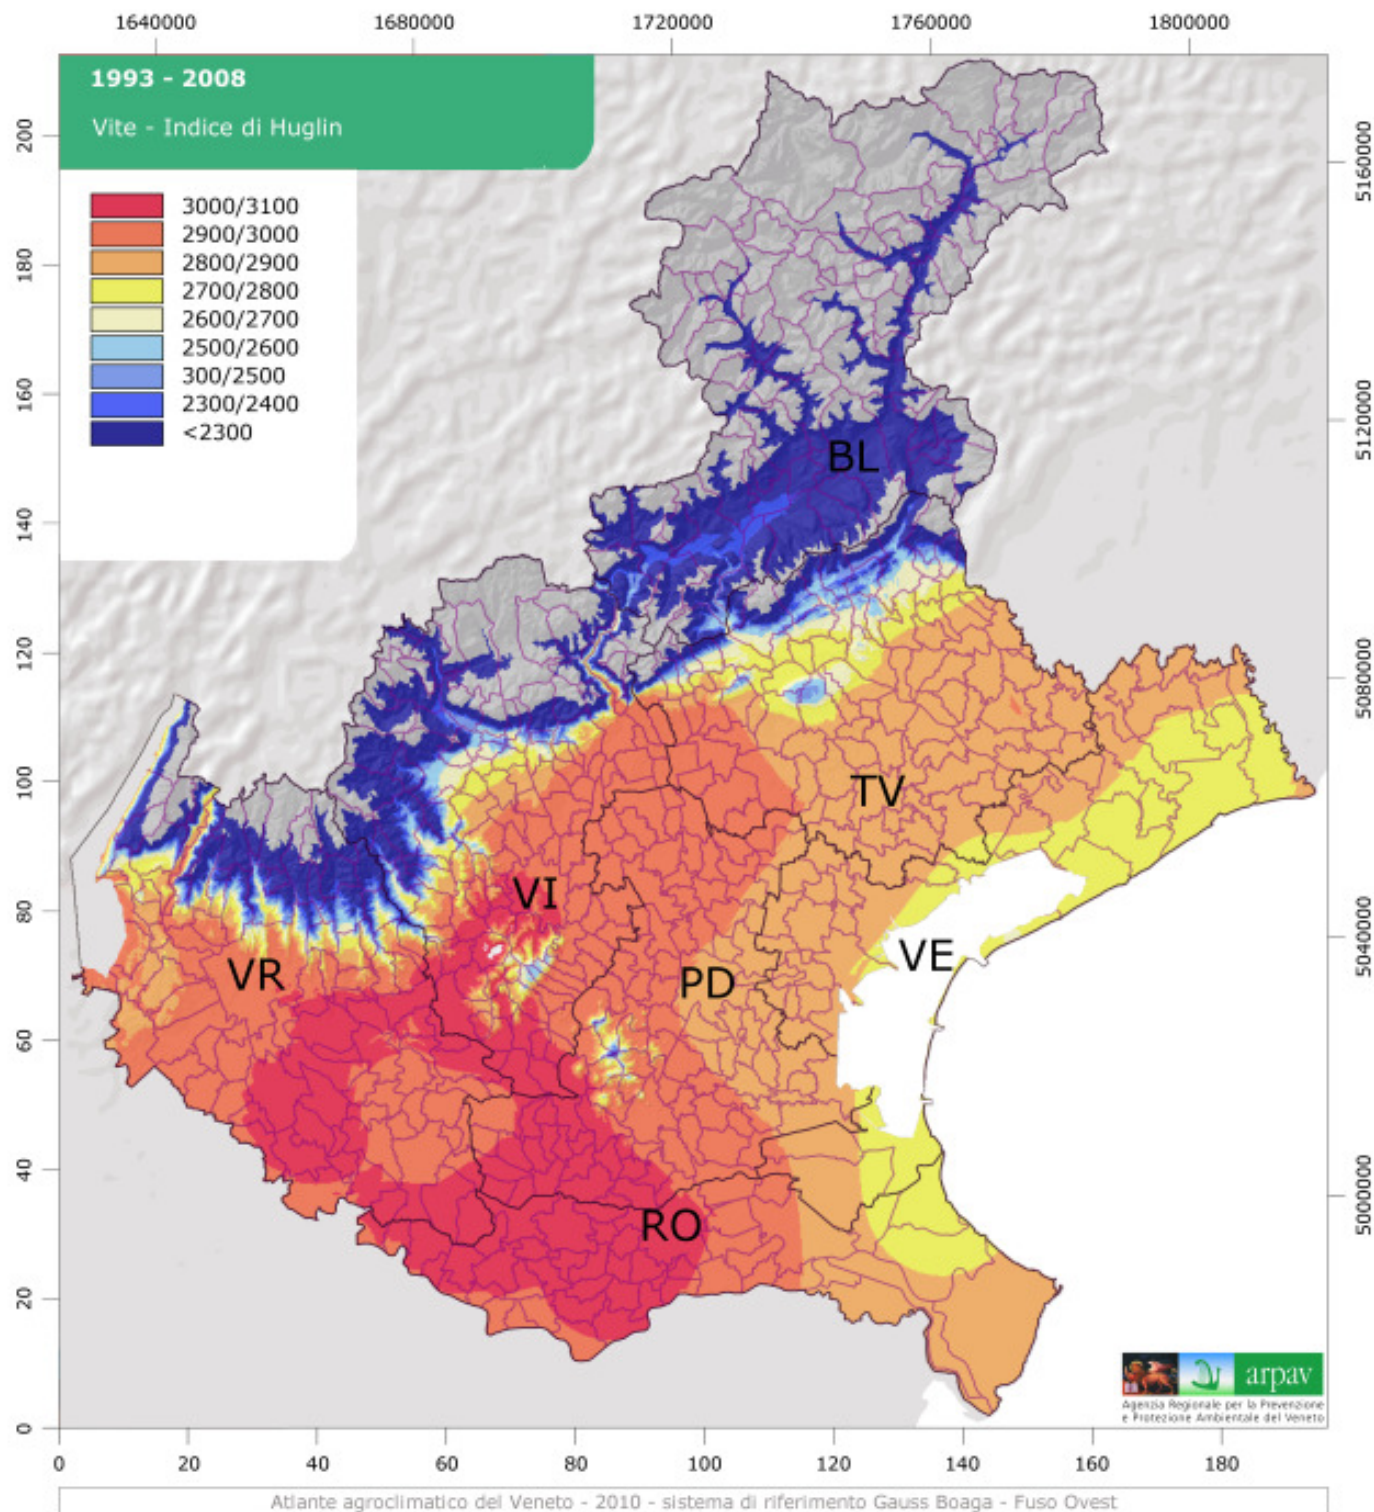 1640000 1680000 1720000 1760000 1800000
1993 - 2008
Vite - Indice di Huglin
3000/3100
2900/3000
2800/2900
2700/2800
2600/2700
2500/2600
300/2500
2300/2400
<2300
200
180
160
140
120
100
80
60
40
20
0
5160000
5120000
5080000
5040000
5000000
BL
TV
VI
VE
VR
PD
RO
arpav
Agenzia Regionale per la Prevenzione
e Protezione Ambientale del Veneto
0 20 40 60 80 100 120 140 160 180
Atlante agroclimatico del Veneto - 2010 - sistema di riferimento Gauss Boaga - Fuso Ovest